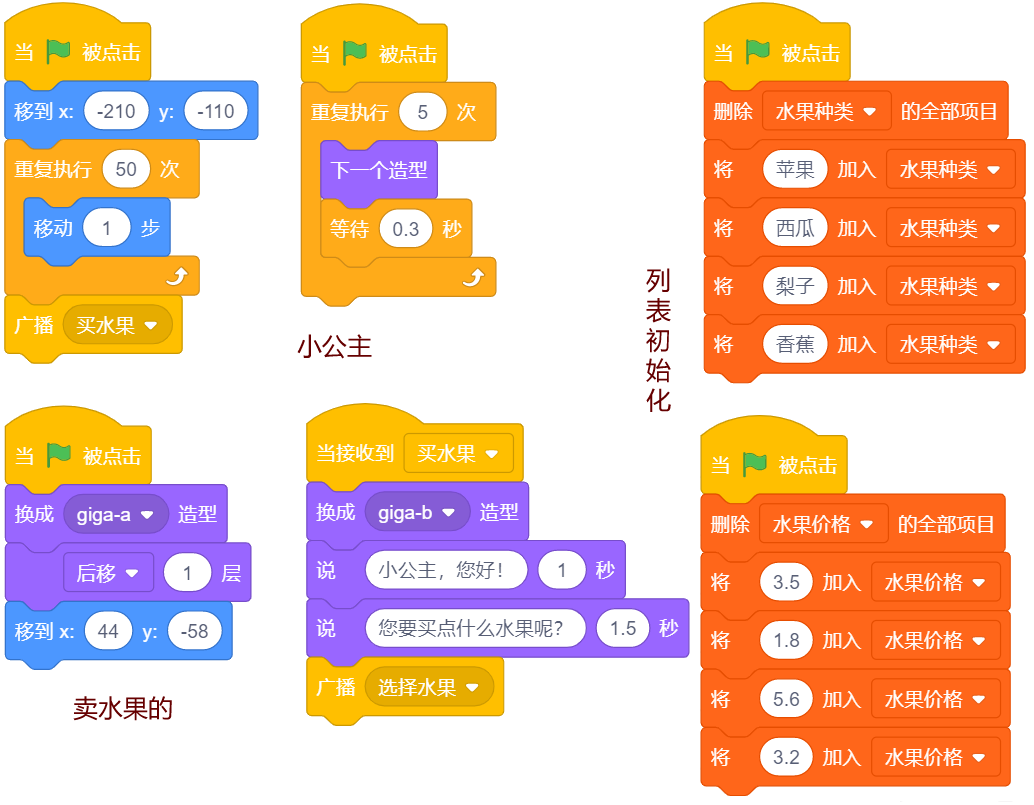 当 被点击
移到 x: -210 y: -110
重复执行 50 次
移动 1 步
广播 买水果
当 被点击
重复执行 5 次
下一个造型
等待 0.3 秒
小公主
当 被点击
删除 水果种类 的全部项目
将 苹果 加入 水果种类
将 西瓜 加入 水果种类
将 梨子 加入 水果种类
将 香蕉 加入 水果种类
列表初始化
当 被点击
换成 giga-a 造型
后移 1 层
移到 x: 44 y: -58
卖水果的
当接收到 买水果
换成 giga-b 造型
说 小公主，您好！ 1 秒
说 您要买点什么水果呢？ 1.5 秒
广播 选择水果
当 被点击
删除 水果价格 的全部项目
将 3.5 加入 水果价格
将 1.8 加入 水果价格
将 5.6 加入 水果价格
将 3.2 加入 水果价格